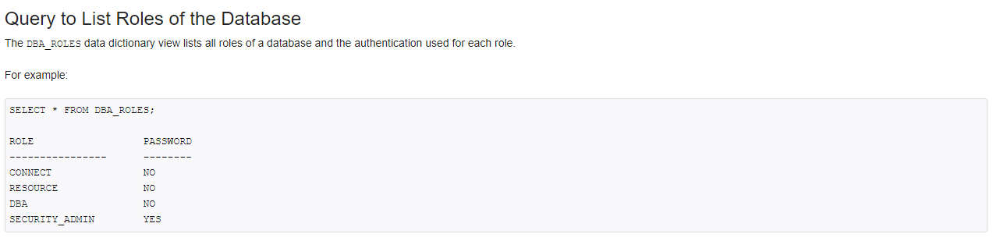 Query to List Roles of the Database
The DBA_ROLES data dictionary view lists all roles of a database and the authentication used for each role.
For example:
SELECT * FROM DBA_ROLES;
ROLE                  PASSWORD
----------------      --------
CONNECT               NO
RESOURCE              NO
DBA                   NO
SECURITY_ADMIN        YES